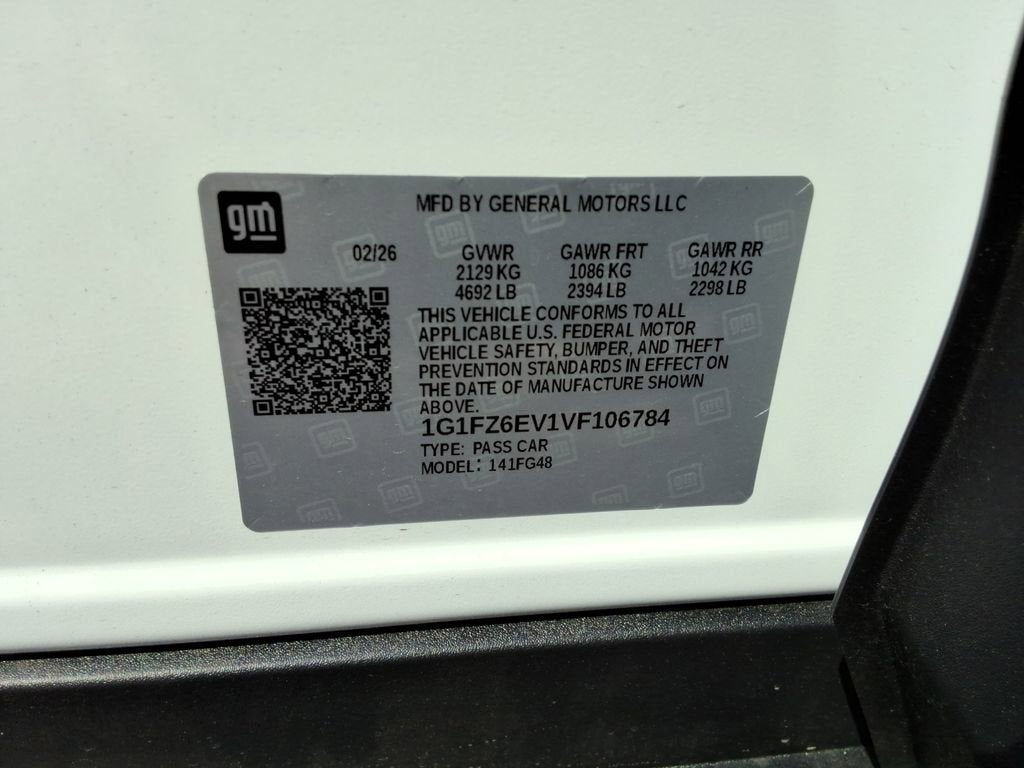 gm
MFD BY GENERAL MOTORS LLC
02/26 GVWR GAWR FRT GAWR RR
2129 KG 1086 KG 1042 KG
4692 LB 2394 LB 2298 LB
THIS VEHICLE CONFORMS TO ALL
APPLICABLE U.S. FEDERAL MOTOR
VEHICLE SAFETY, BUMPER, AND THEFT
PREVENTION STANDARDS IN EFFECT ON
THE DATE OF MANUFACTURE SHOWN
ABOVE.
1G1FZ6EV1VF106784
TYPE: PASS CAR
MODEL: 141FG48